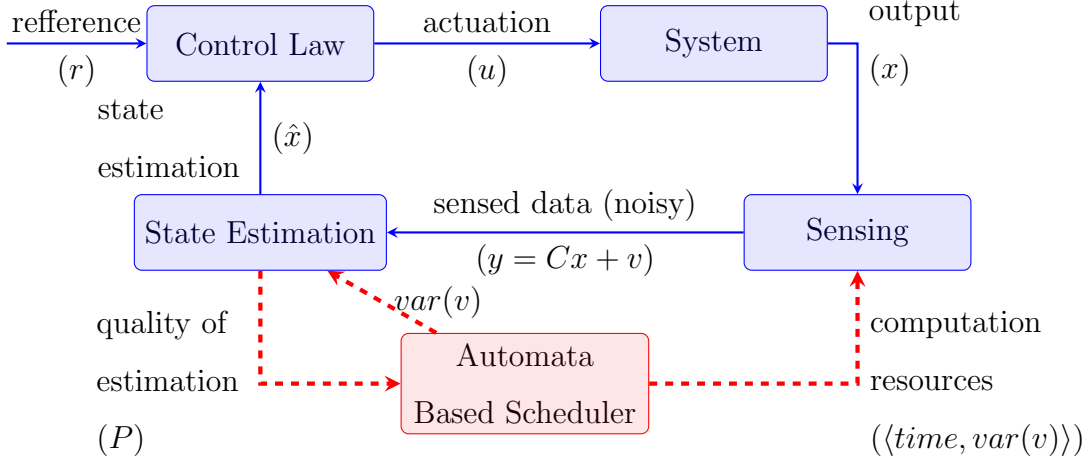 refference
(r)
Control Law
actuation
(u)
System
output
(x)
state
estimation
(x̂)
State Estimation
sensed data (noisy)
(y = Cx + v)
Sensing
var(v)
quality of
estimation
(P)
Automata
Based Scheduler
computation
resources
(⟨time, var(v)⟩)